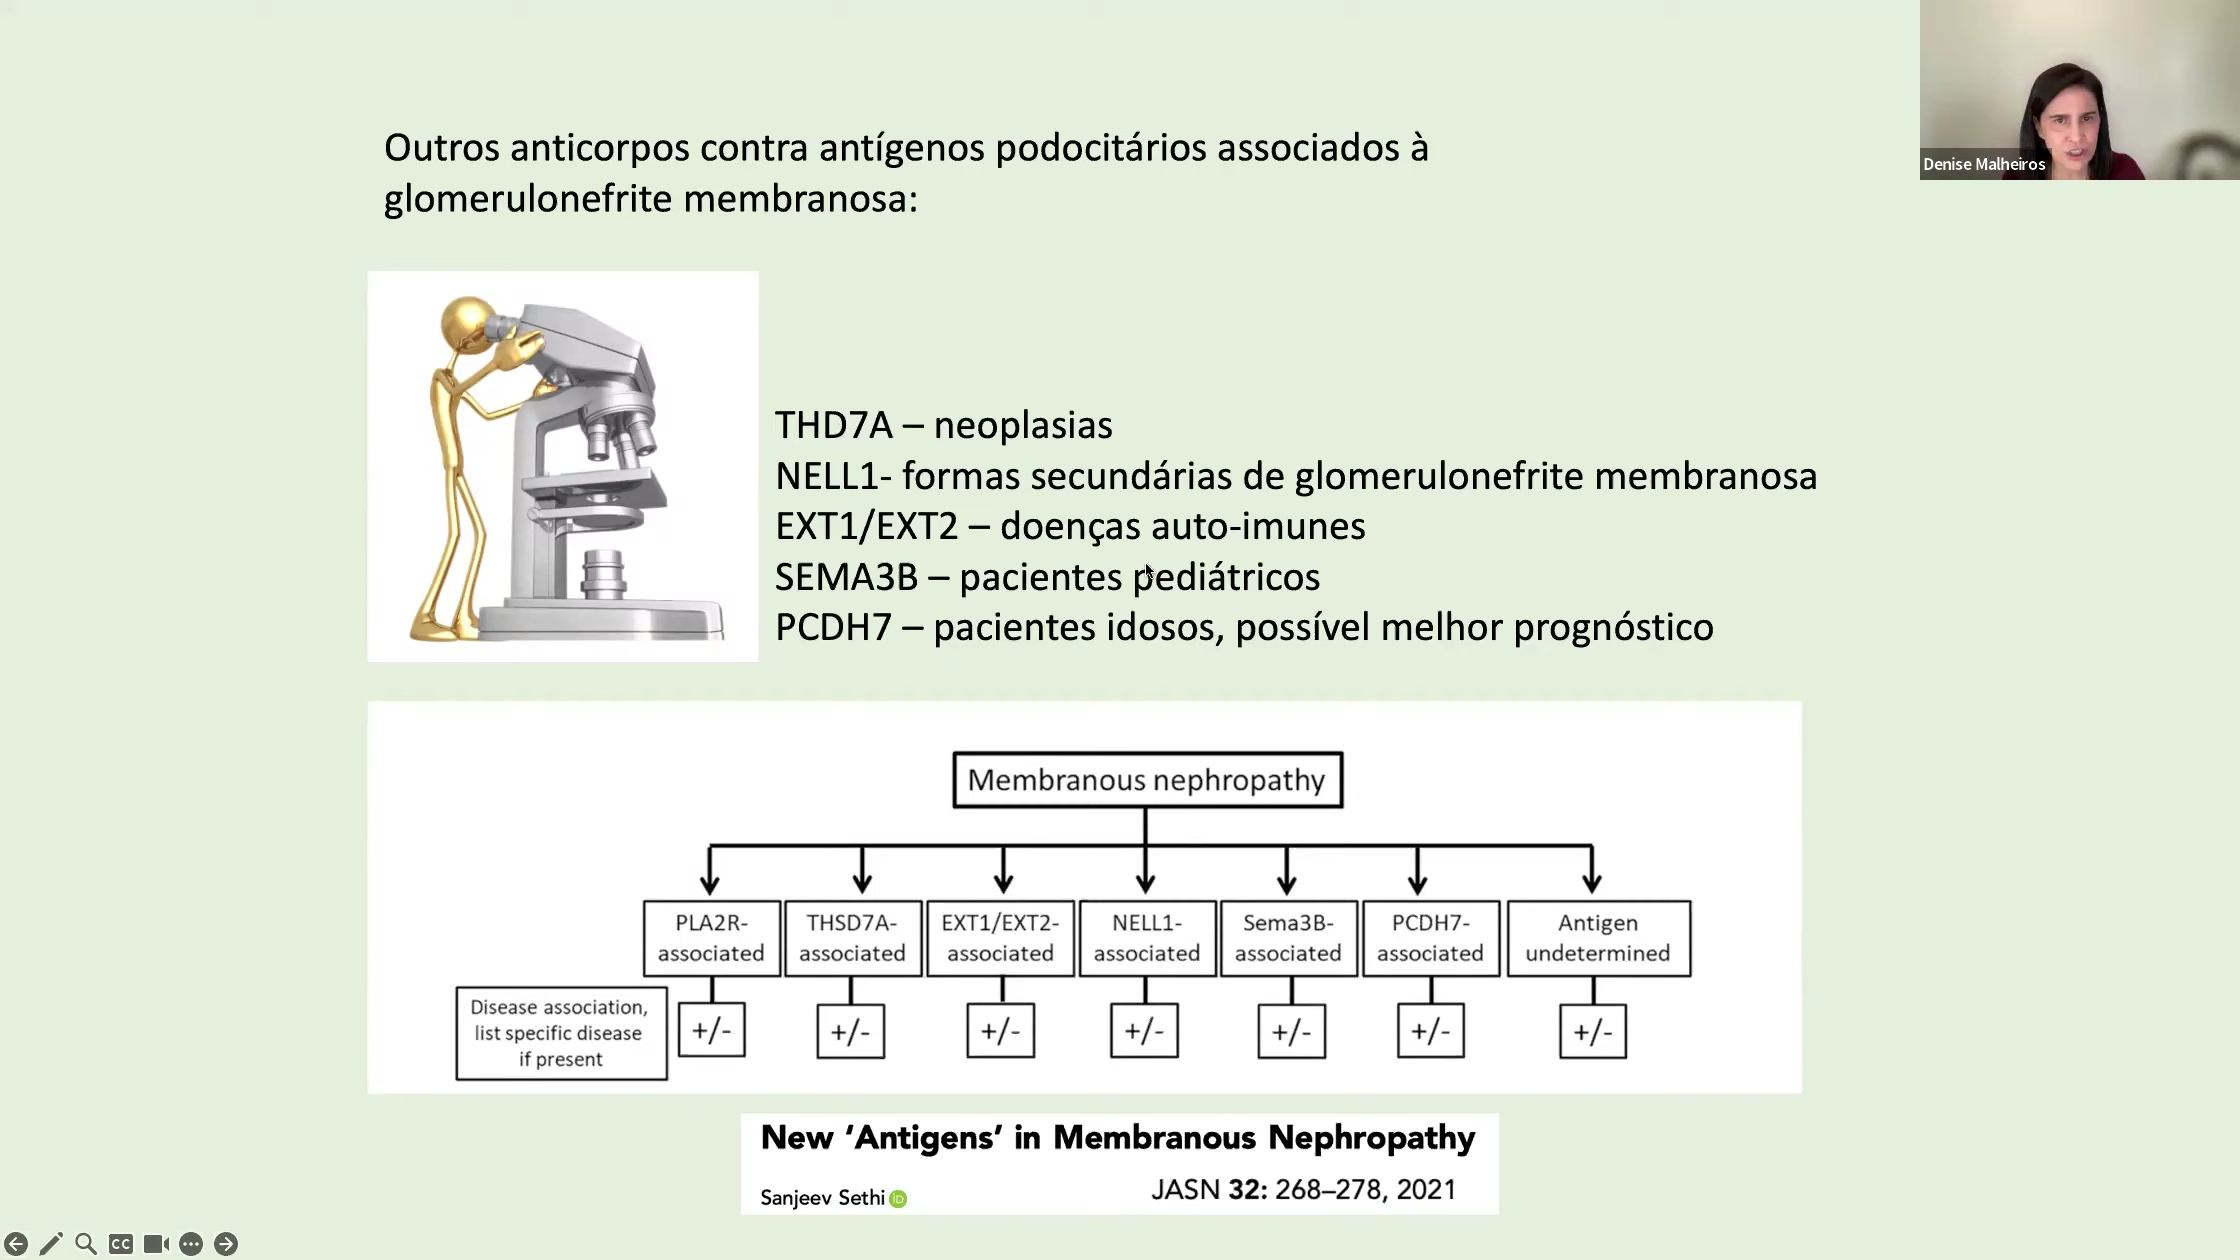 Denise Malheiros
Outros anticorpos contra antígenos podocitários associados à
glomerulonefrite membranosa:
THD7A – neoplasias
NELL1- formas secundárias de glomerulonefrite membranosa
EXT1/EXT2 – doenças auto-imunes
SEMA3B – pacientes pediátricos
PCDH7 – pacientes idosos, possível melhor prognóstico
Membranous nephropathy
PLA2R-
associated
THSD7A-
associated
EXT1/EXT2-
associated
NELL1-
associated
Sema3B-
associated
PCDH7-
associated
Antigen
undetermined
Disease association,
list specific disease
if present
+/-
+/-
+/-
+/-
+/-
+/-
+/-
New ‘Antigens’ in Membranous Nephropathy
Sanjeev Sethi iD
JASN 32: 268–278, 2021
CC